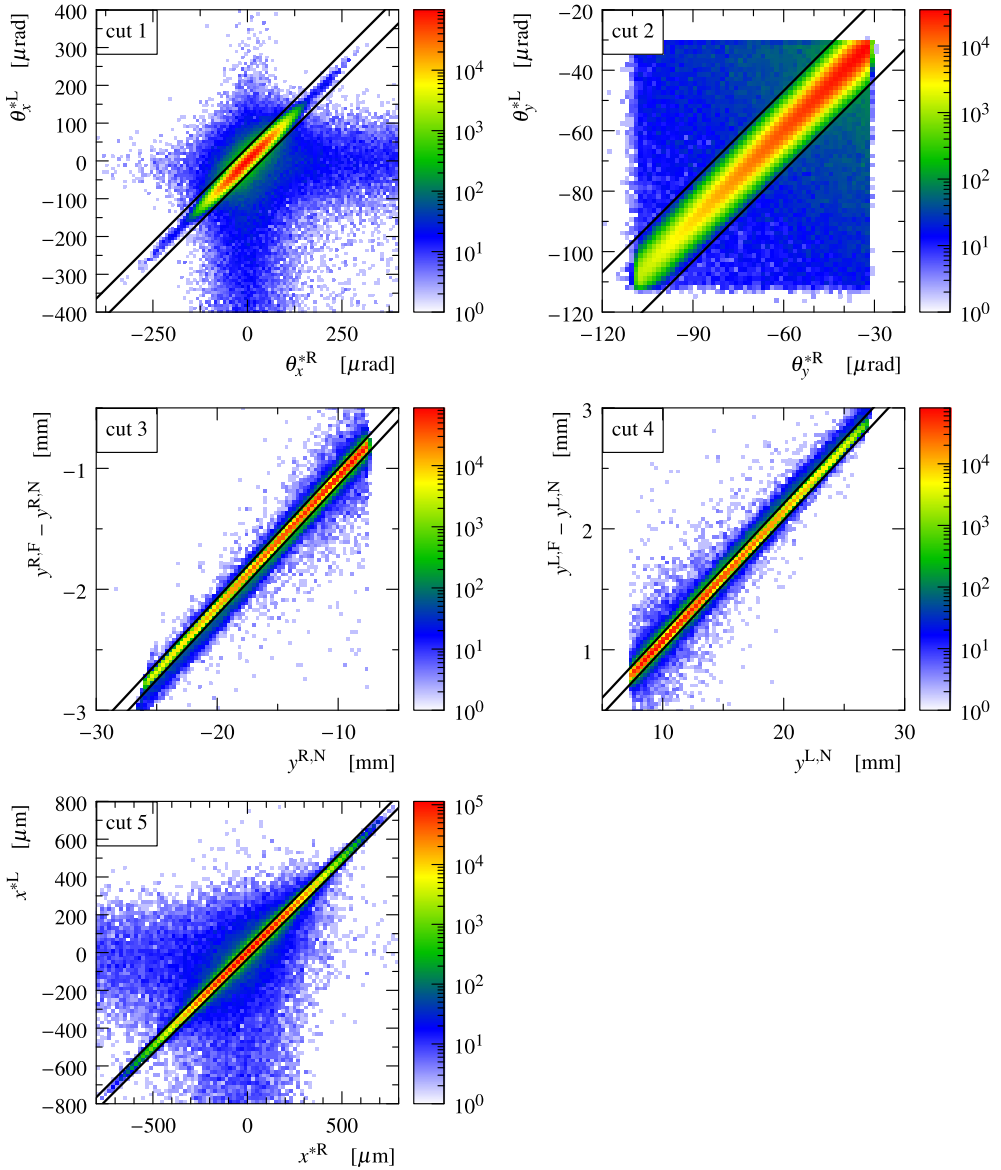 cut 1
θ_x^{*L} [μrad]
400
300
200
100
0
−100
−200
−300
−400
−250 0 250
θ_x^{*R} [μrad]
10^4
10^3
10^2
10^1
10^0
cut 2
θ_y^{*L} [μrad]
−20
−40
−60
−80
−100
−120
−120 −90 −60 −30
θ_y^{*R} [μrad]
10^4
10^3
10^2
10^1
10^0
cut 3
y^{R,F} − y^{R,N} [mm]
−1
−2
−3
−30 −20 −10
y^{R,N} [mm]
10^4
10^3
10^2
10^1
10^0
cut 4
y^{L,F} − y^{L,N} [mm]
3
2
1
10 20 30
y^{L,N} [mm]
10^4
10^3
10^2
10^1
10^0
cut 5
x^{*L} [μm]
800
600
400
200
0
−200
−400
−600
−800
−500 0 500
x^{*R} [μm]
10^5
10^4
10^3
10^2
10^1
10^0